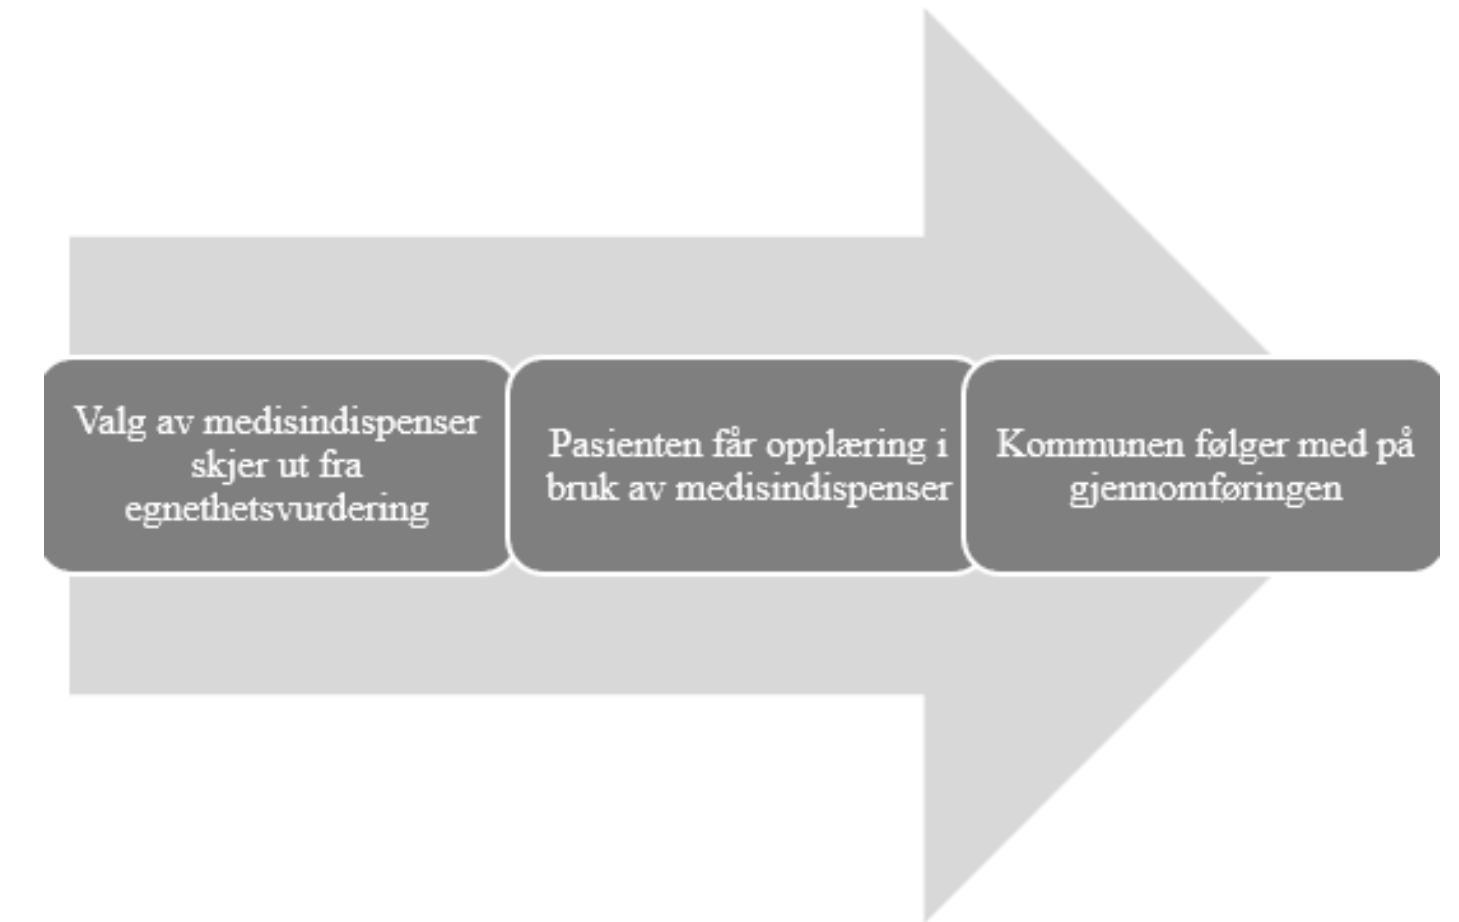 Valg av medisindispenser
skjer ut fra
egnethetsvurdering
Pasienten får opplæring i
bruk av medisindispenser
Kommunen følger med på
gjennomføringen